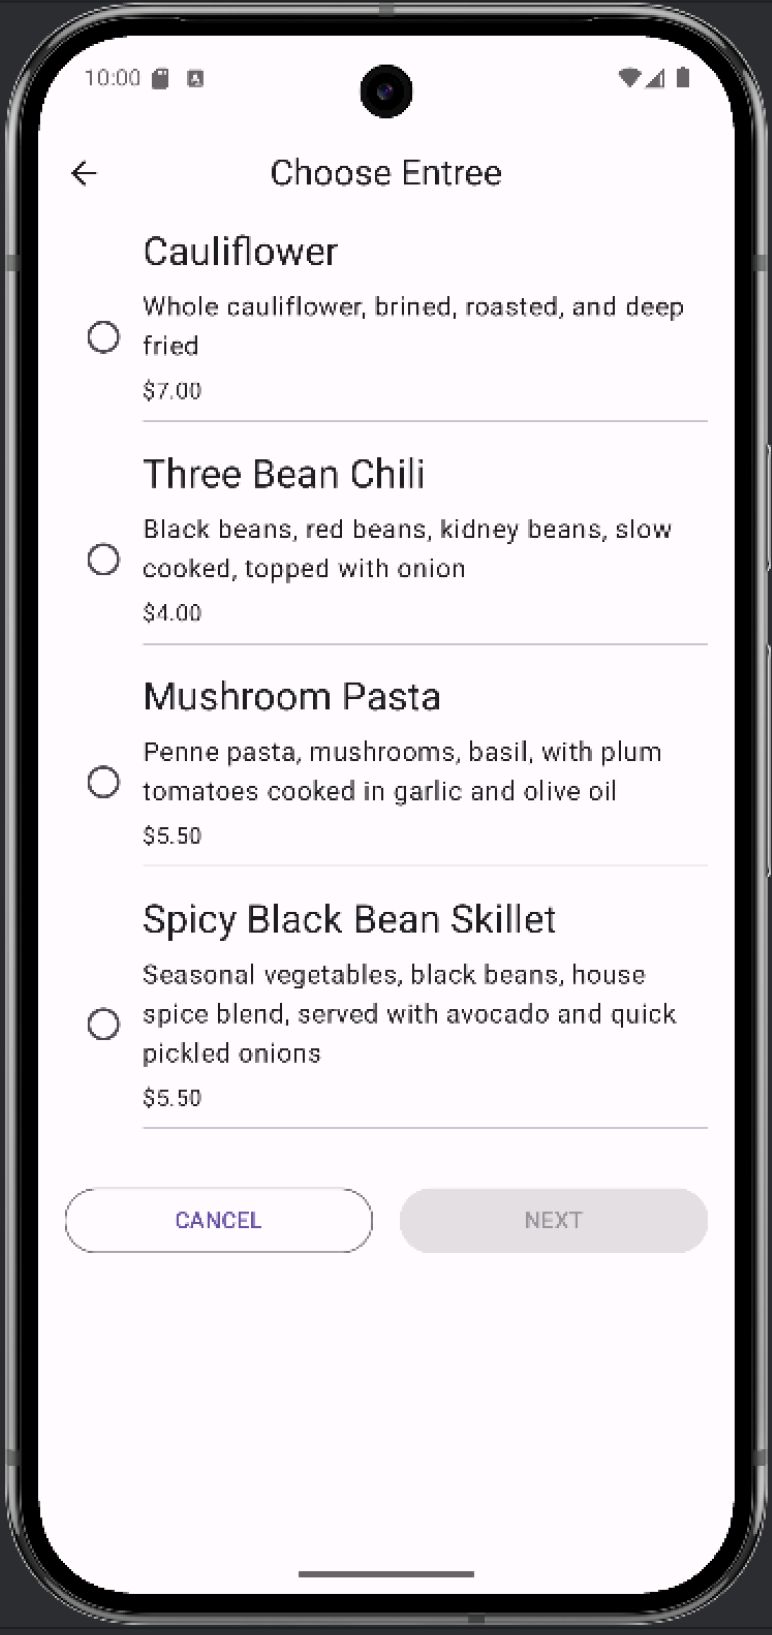 10:00
Choose Entree
Cauliflower
Whole cauliflower, brined, roasted, and deep
fried
$7.00
Three Bean Chili
Black beans, red beans, kidney beans, slow
cooked, topped with onion
$4.00
Mushroom Pasta
Penne pasta, mushrooms, basil, with plum
tomatoes cooked in garlic and olive oil
$5.50
Spicy Black Bean Skillet
Seasonal vegetables, black beans, house
spice blend, served with avocado and quick
pickled onions
$5.50
CANCEL NEXT